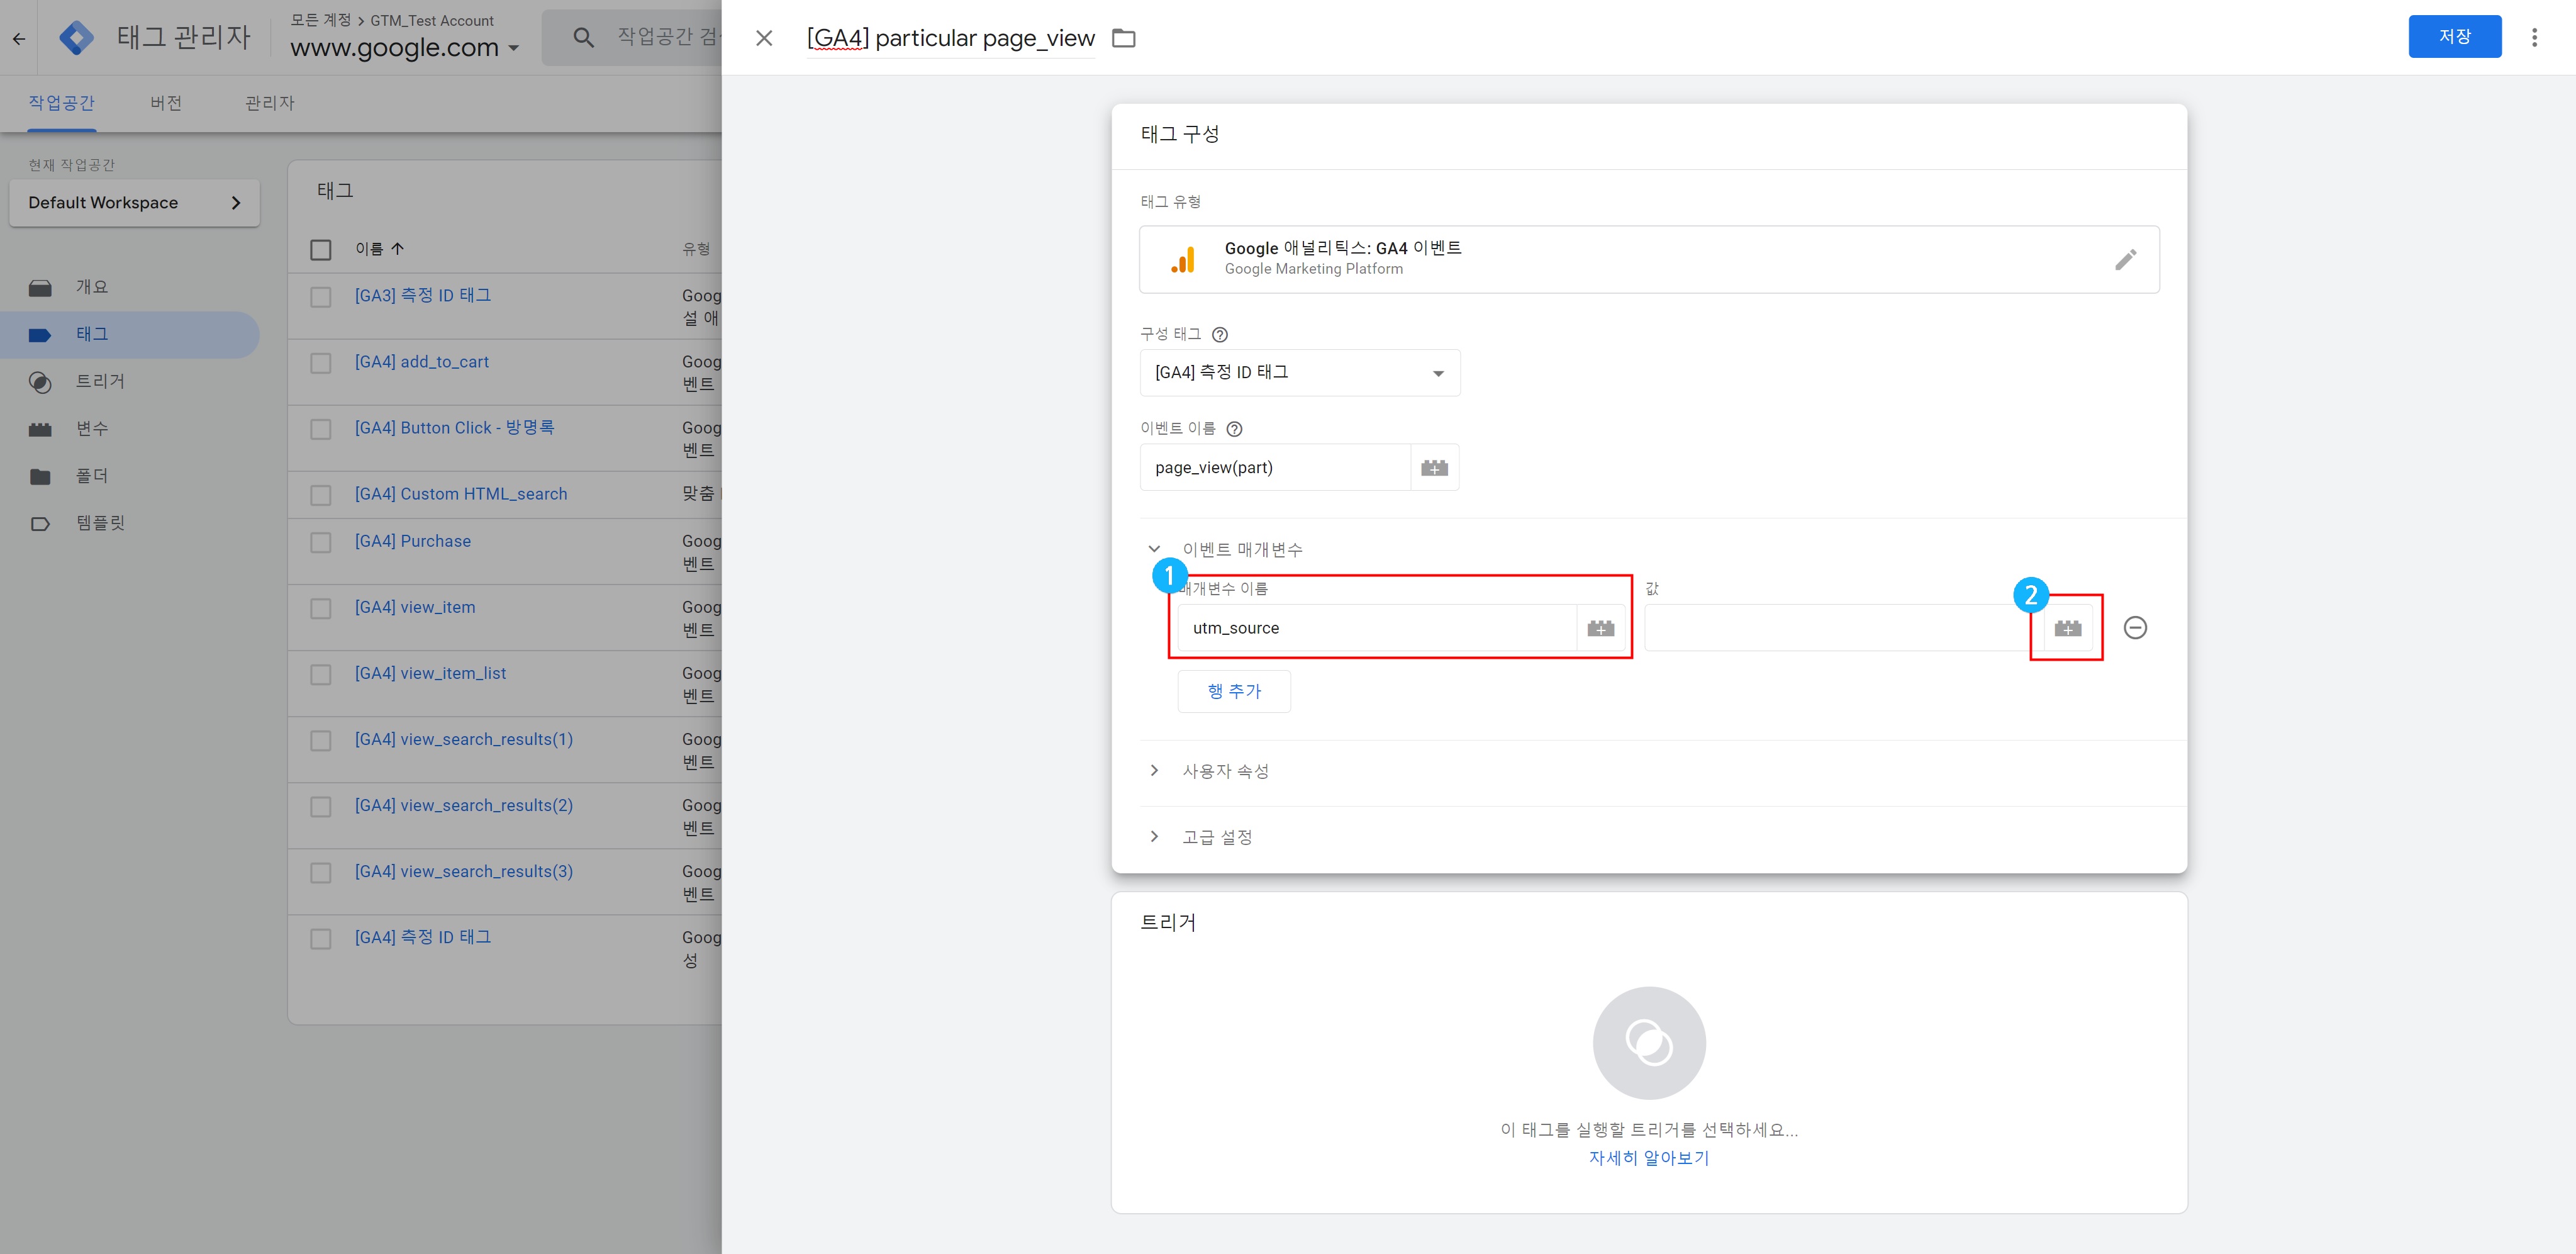 모든 계정 > GTM_Test Account
태그 관리자
www.google.com
작업공간 검
작업공간
버전
관리자
현재 작업공간
Default Workspace
개요
태그
트리거
변수
폴더
템플릿
태그
이름
유형
[GA3] 측정 ID 태그
Goog
설 애
[GA4] add_to_cart
Goog
벤트
[GA4] Button Click - 방명록
Goog
벤트
[GA4] Custom HTML_search
맞춤
[GA4] Purchase
Goog
벤트
[GA4] view_item
Goog
벤트
[GA4] view_item_list
Goog
벤트
[GA4] view_search_results(1)
Goog
벤트
[GA4] view_search_results(2)
Goog
벤트
[GA4] view_search_results(3)
Goog
벤트
[GA4] 측정 ID 태그
Goog
성
[GA4] particular page_view
저장
태그 구성
태그 유형
Google 애널리틱스: GA4 이벤트
Google Marketing Platform
구성 태그
[GA4] 측정 ID 태그
이벤트 이름
page_view(part)
이벤트 매개변수
1
매개변수 이름
값
2
utm_source
행 추가
사용자 속성
고급 설정
트리거
이 태그를 실행할 트리거를 선택하세요...
자세히 알아보기